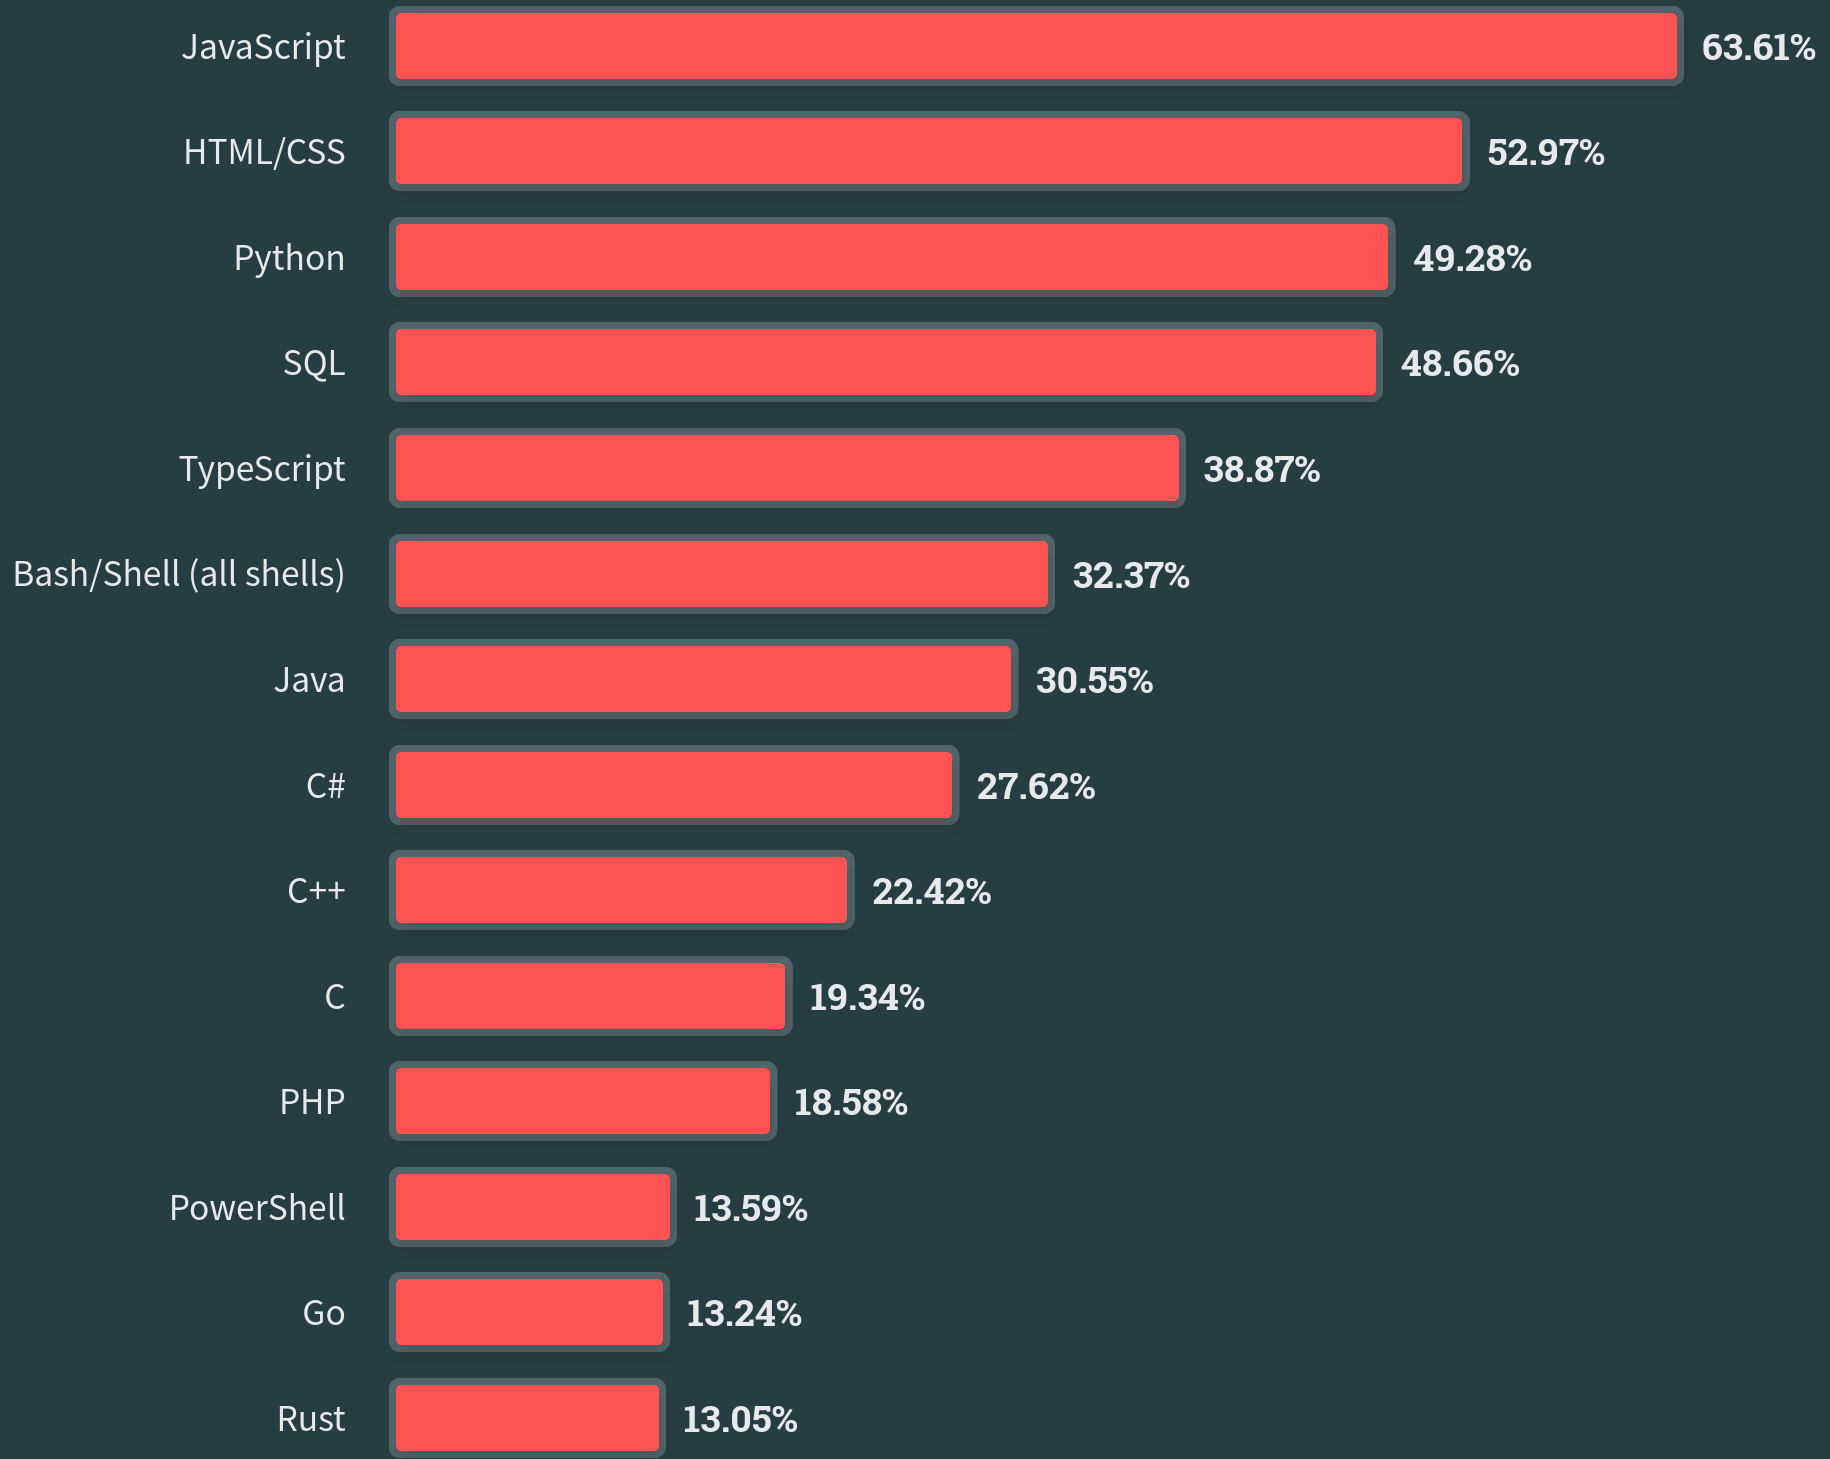 JavaScript 63.61%
HTML/CSS 52.97%
Python 49.28%
SQL 48.66%
TypeScript 38.87%
Bash/Shell (all shells) 32.37%
Java 30.55%
C# 27.62%
C++ 22.42%
C 19.34%
PHP 18.58%
PowerShell 13.59%
Go 13.24%
Rust 13.05%